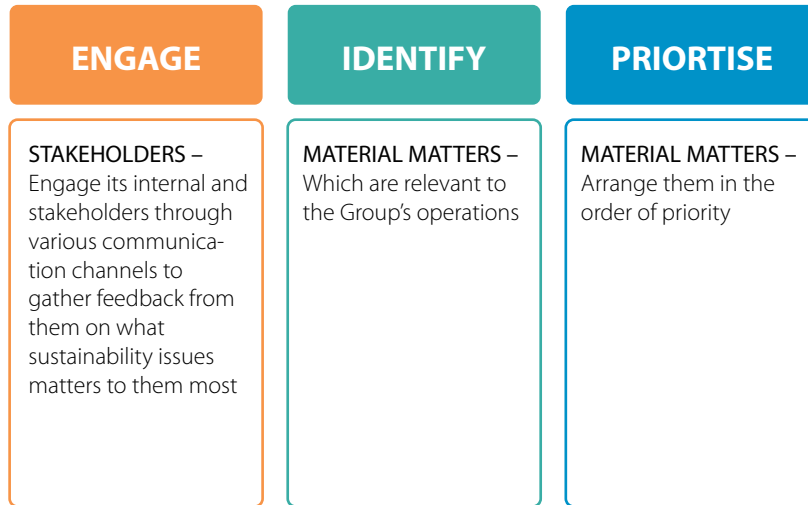 ENGAGE
STAKEHOLDERS –
Engage its internal and
stakeholders through
various communica-
tion channels to
gather feedback from
them on what
sustainability issues
matters to them most
IDENTIFY
MATERIAL MATTERS –
Which are relevant to
the Group's operations
PRIORTISE
MATERIAL MATTERS –
Arrange them in the
order of priority